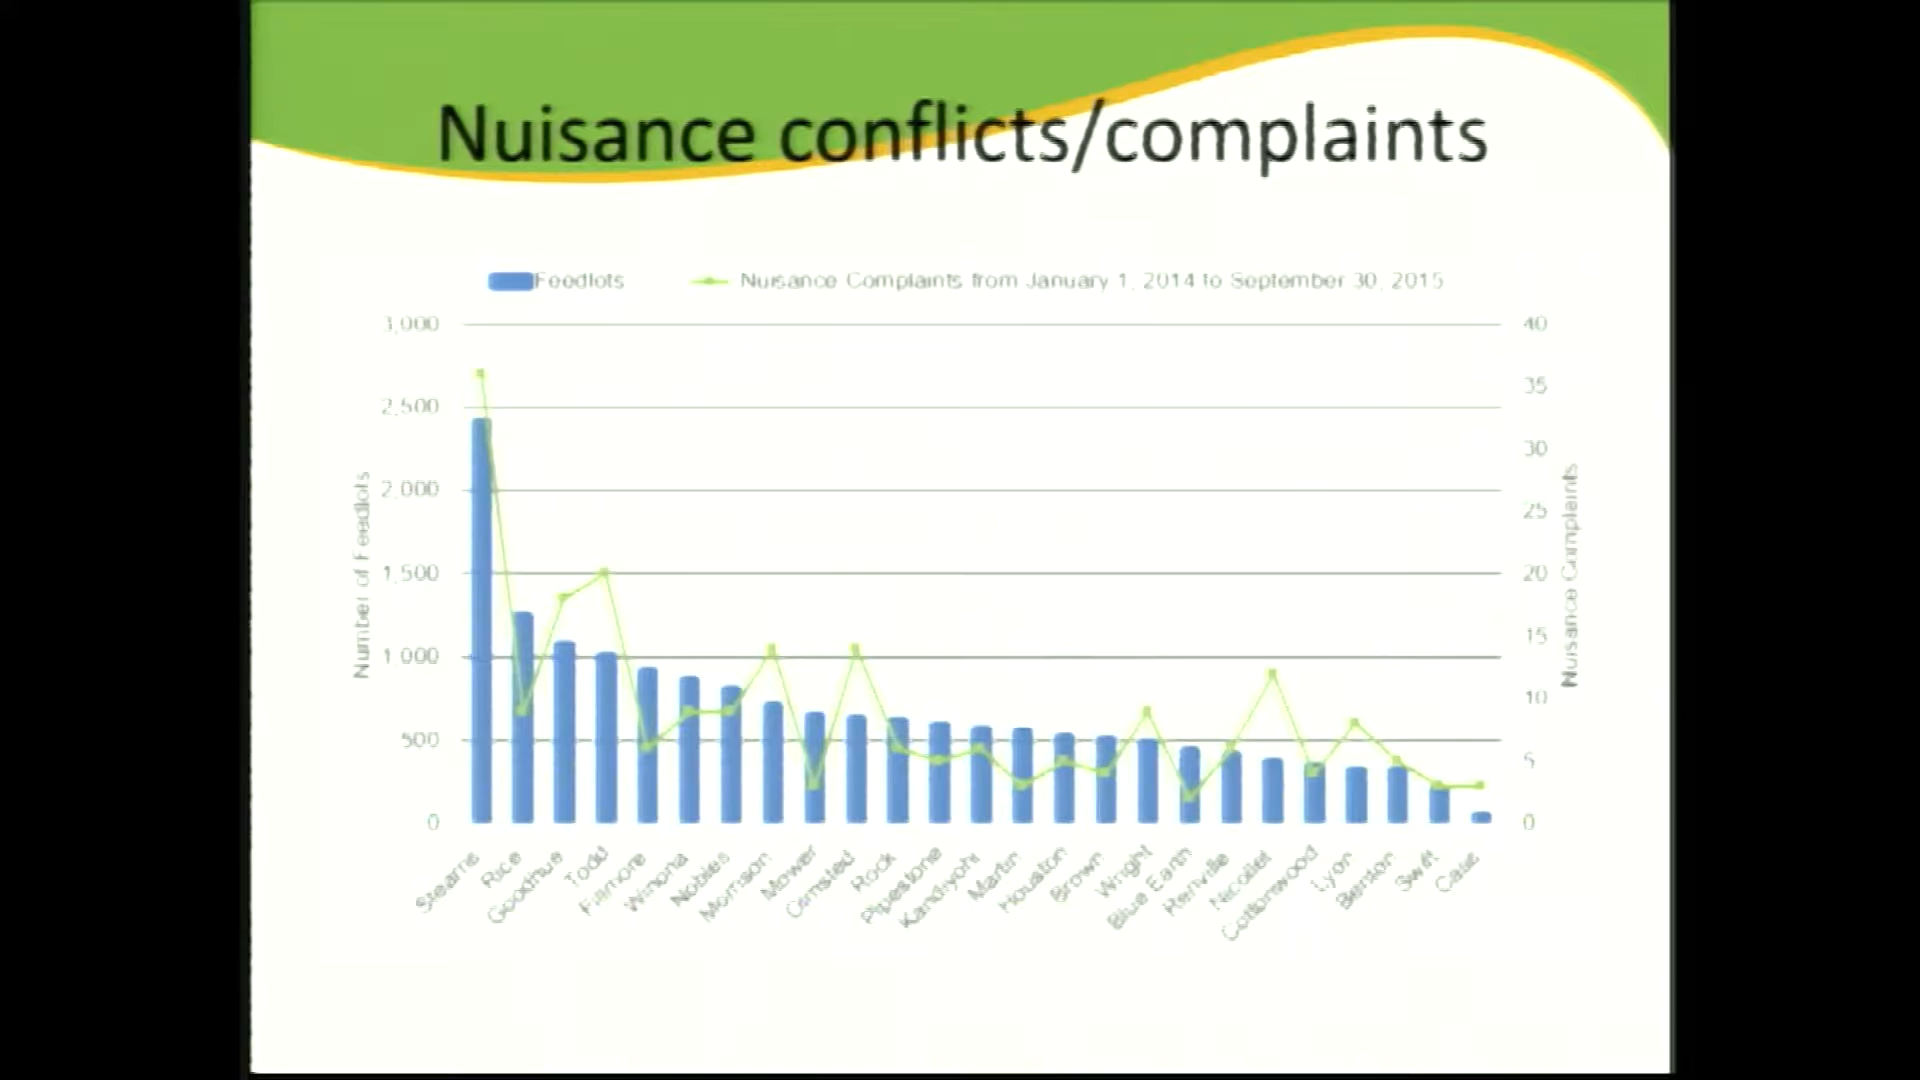 Nuisance conflicts/complaints
Feedlots
Nuisance Complaints from January 1, 2014 to September 30, 2015
3,000
2,500
2,000
1,500
1,000
500
0
40
35
30
25
20
15
10
5
0
Number of Feedlots
Nuisance Complaints
Stearns
Rice
Goodhue
Todd
Fillmore
Winona
Nobles
Morrison
Mower
Olmsted
Rock
Pipestone
Kandiyohi
Martin
Houston
Brown
Wright
Blue Earth
Renville
Nicollet
Cottonwood
Lyon
Benton
Swift